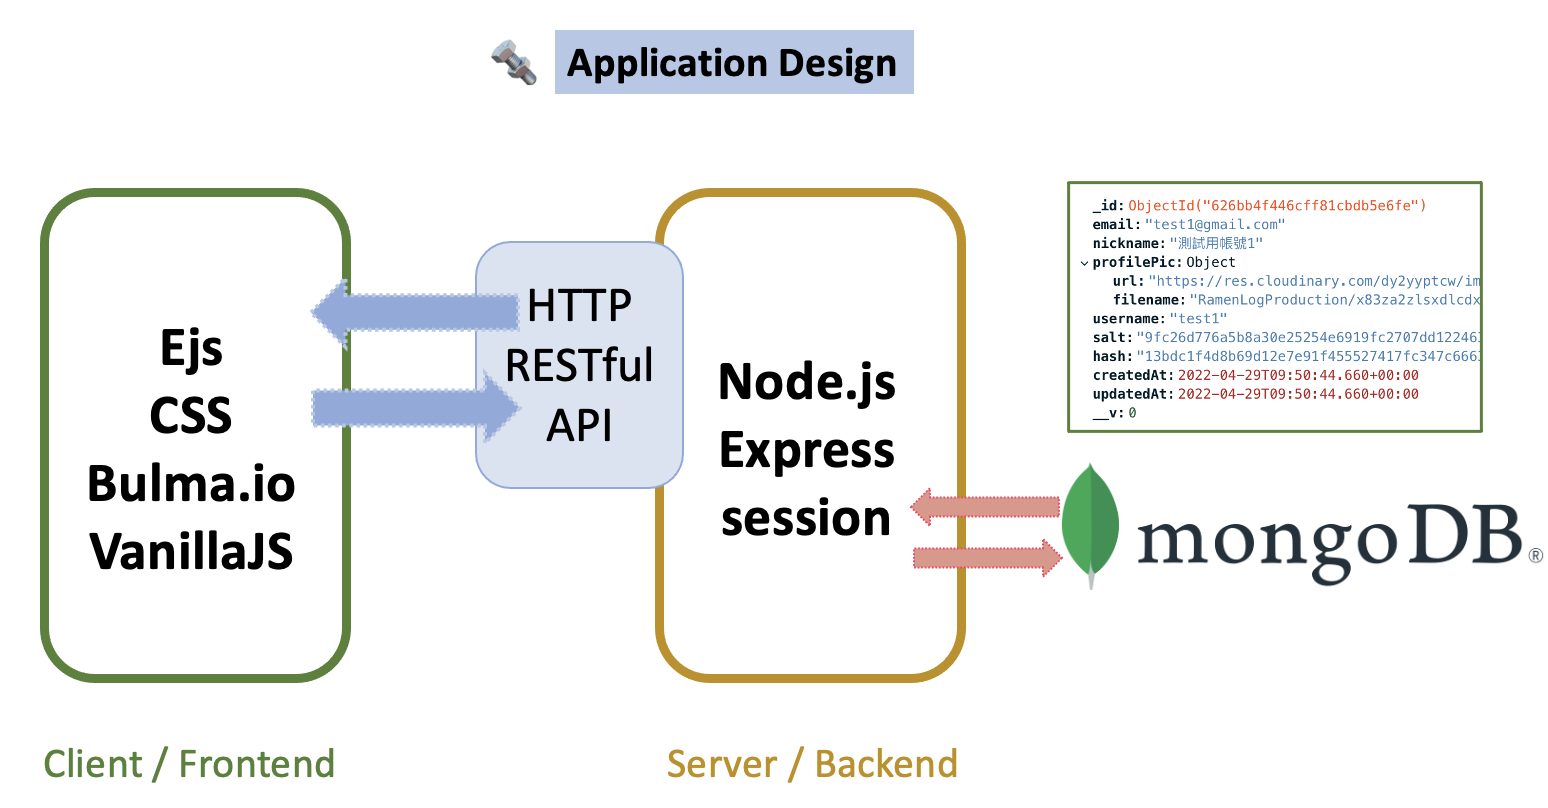 Application Design
Ejs
CSS
Bulma.io
VanillaJS
HTTP
RESTful
API
Node.js
Express
session
_id: ObjectId("626bb4f446cff81cbdb5e6fe")
email: "test1@gmail.com"
nickname: "測試用帳號1"
profilePic: Object
url: "https://res.cloudinary.com/dy2yyptcw/im
filename: "RamenLogProduction/x83za2zlsxdlcdx
username: "test1"
salt: "9fc26d776a5b8a30e25254e6919fc2707dd122463
hash: "13bdc1f4d8b69d12e7e91f455527417fc347c6663
createdAt: 2022-04-29T09:50:44.660+00:00
updatedAt: 2022-04-29T09:50:44.660+00:00
__v: 0
mongoDB®
Client / Frontend
Server / Backend